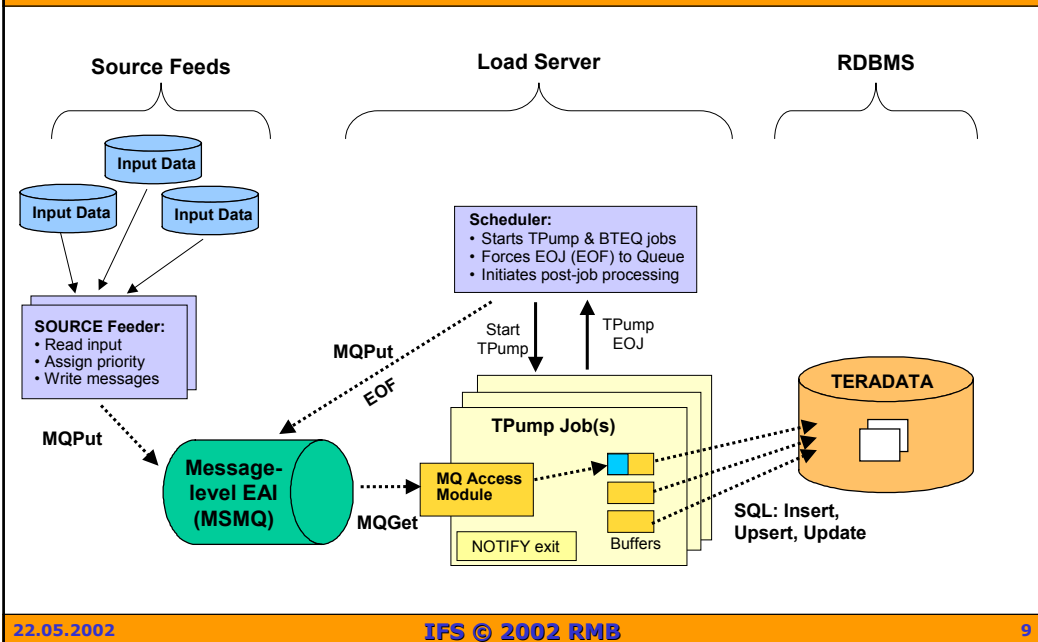 Source Feeds
Load Server
RDBMS
Input Data
Input Data
Input Data
Scheduler:
• Starts TPump & BTEQ jobs
• Forces EOJ (EOF) to Queue
• Initiates post-job processing
SOURCE Feeder:
• Read input
• Assign priority
• Write messages
MQPut
EOF
Start
TPump
TPump
EOJ
MQPut
Message-
level EAI
(MSMQ)
MQGet
TPump Job(s)
MQ Access
Module
NOTIFY exit
Buffers
TERADATA
SQL: Insert,
Upsert, Update
22.05.2002
IFS © 2002 RMB
9